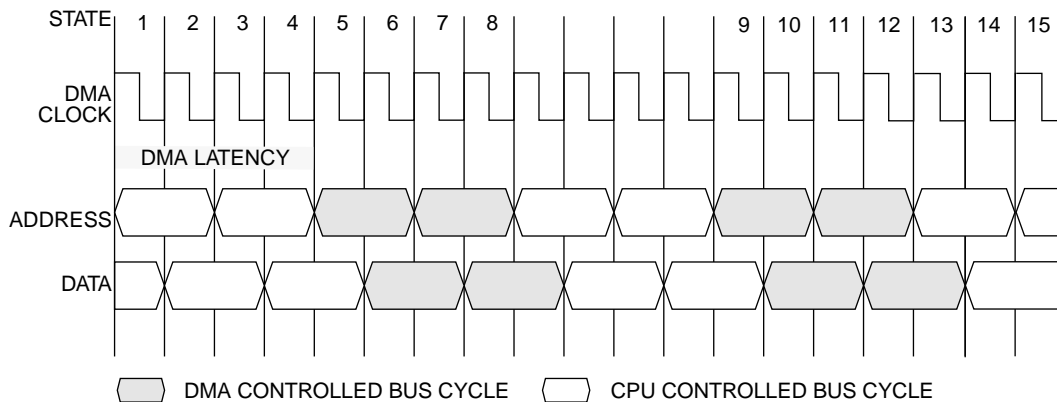 STATE 1 2 3 4 5 6 7 8 9 10 11 12 13 14 15
DMA
CLOCK
DMA LATENCY
ADDRESS
DATA
DMA CONTROLLED BUS CYCLE CPU CONTROLLED BUS CYCLE